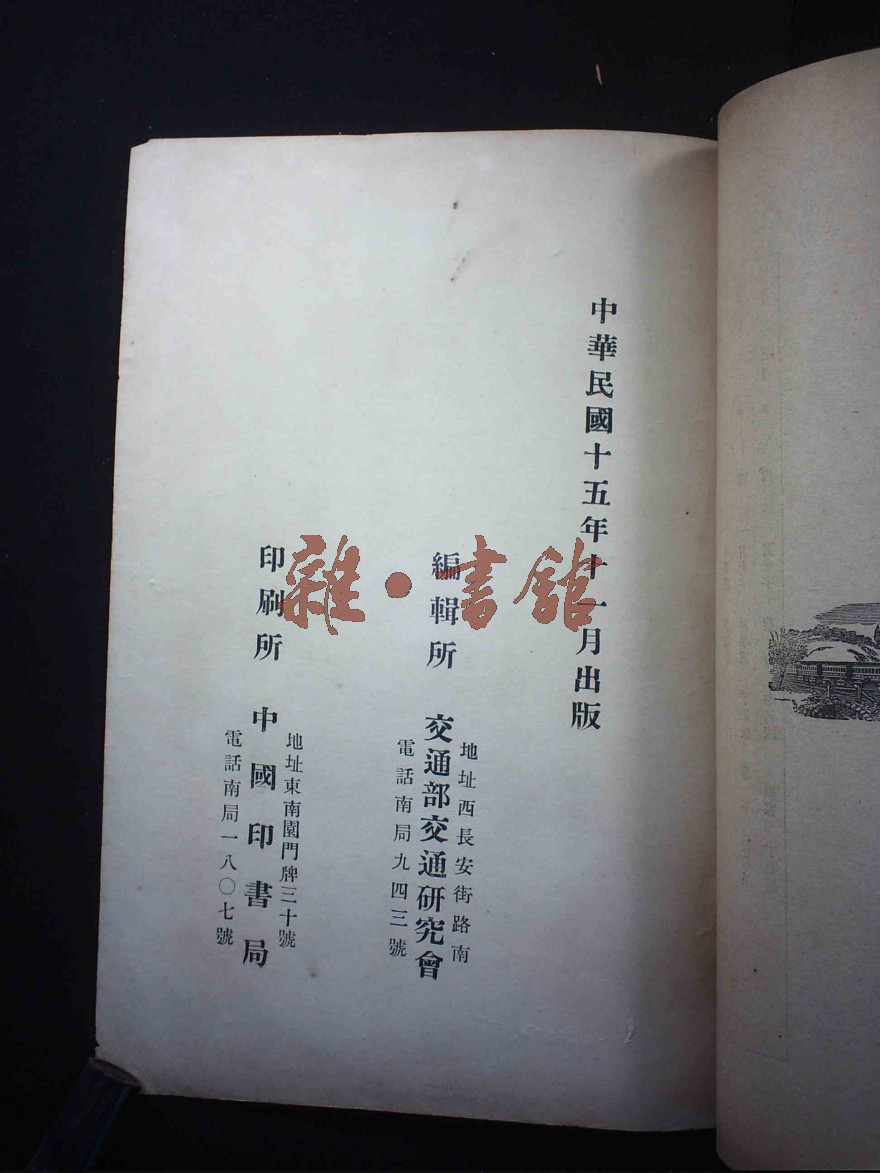 中華民國十五年十一月出版
編輯所
地址西長安街路南
交通部交通研究會
電話南局九四三號
印刷所
地址東南園門牌三十號
中國印書局
電話南局一八〇七號
雜·書館